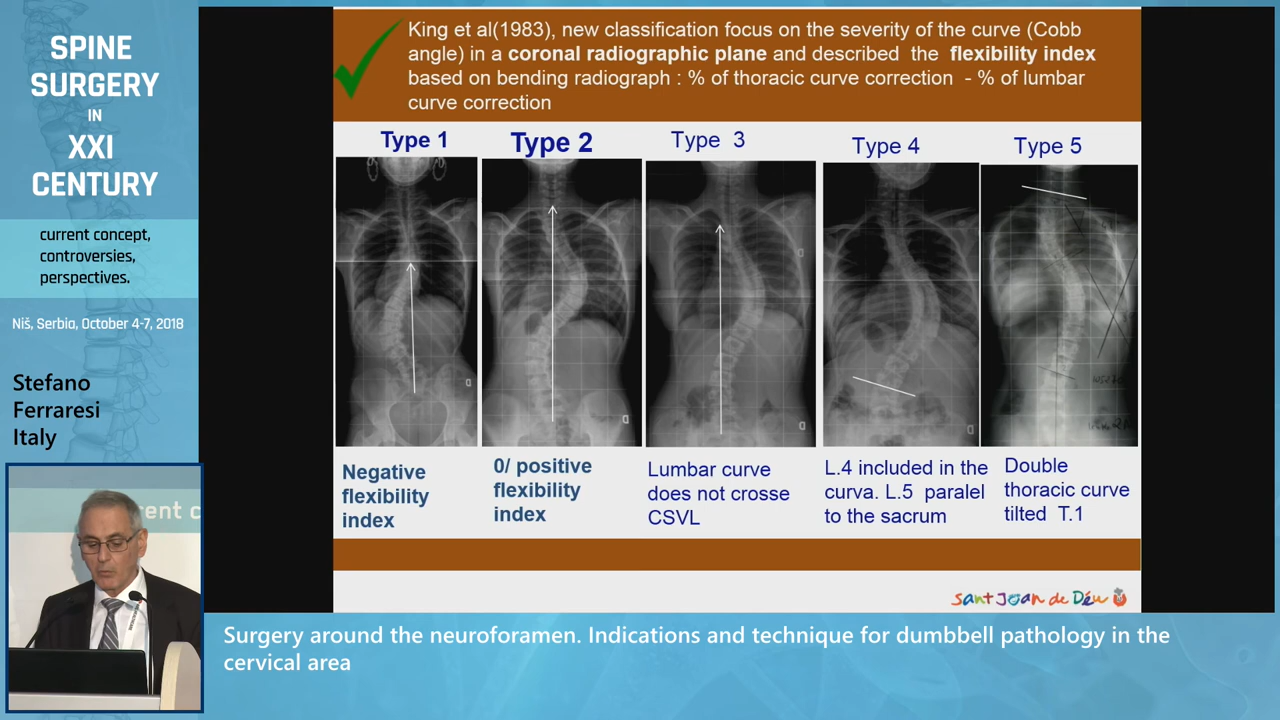 SPINE
SURGERY
IN
XXI
CENTURY
current concept,
controversies,
perspectives.
Niš, Serbia, October 4-7, 2018
Stefano
Ferraresi
Italy
King et al(1983), new classification focus on the severity of the curve (Cobb
angle) in a coronal radiographic plane and described the flexibility index
based on bending radiograph : % of thoracic curve correction - % of lumbar
curve correction
Type 1
Type 2
Type 3
Type 4
Type 5
Negative
flexibility
index
0/ positive
flexibility
index
Lumbar curve
does not crosse
CSVL
L.4 included in the
curva. L.5 paralel
to the sacrum
Double
thoracic curve
tilted T.1
Sant Joan de Déu
Surgery around the neuroforamen. Indications and technique for dumbbell pathology in the
cervical area